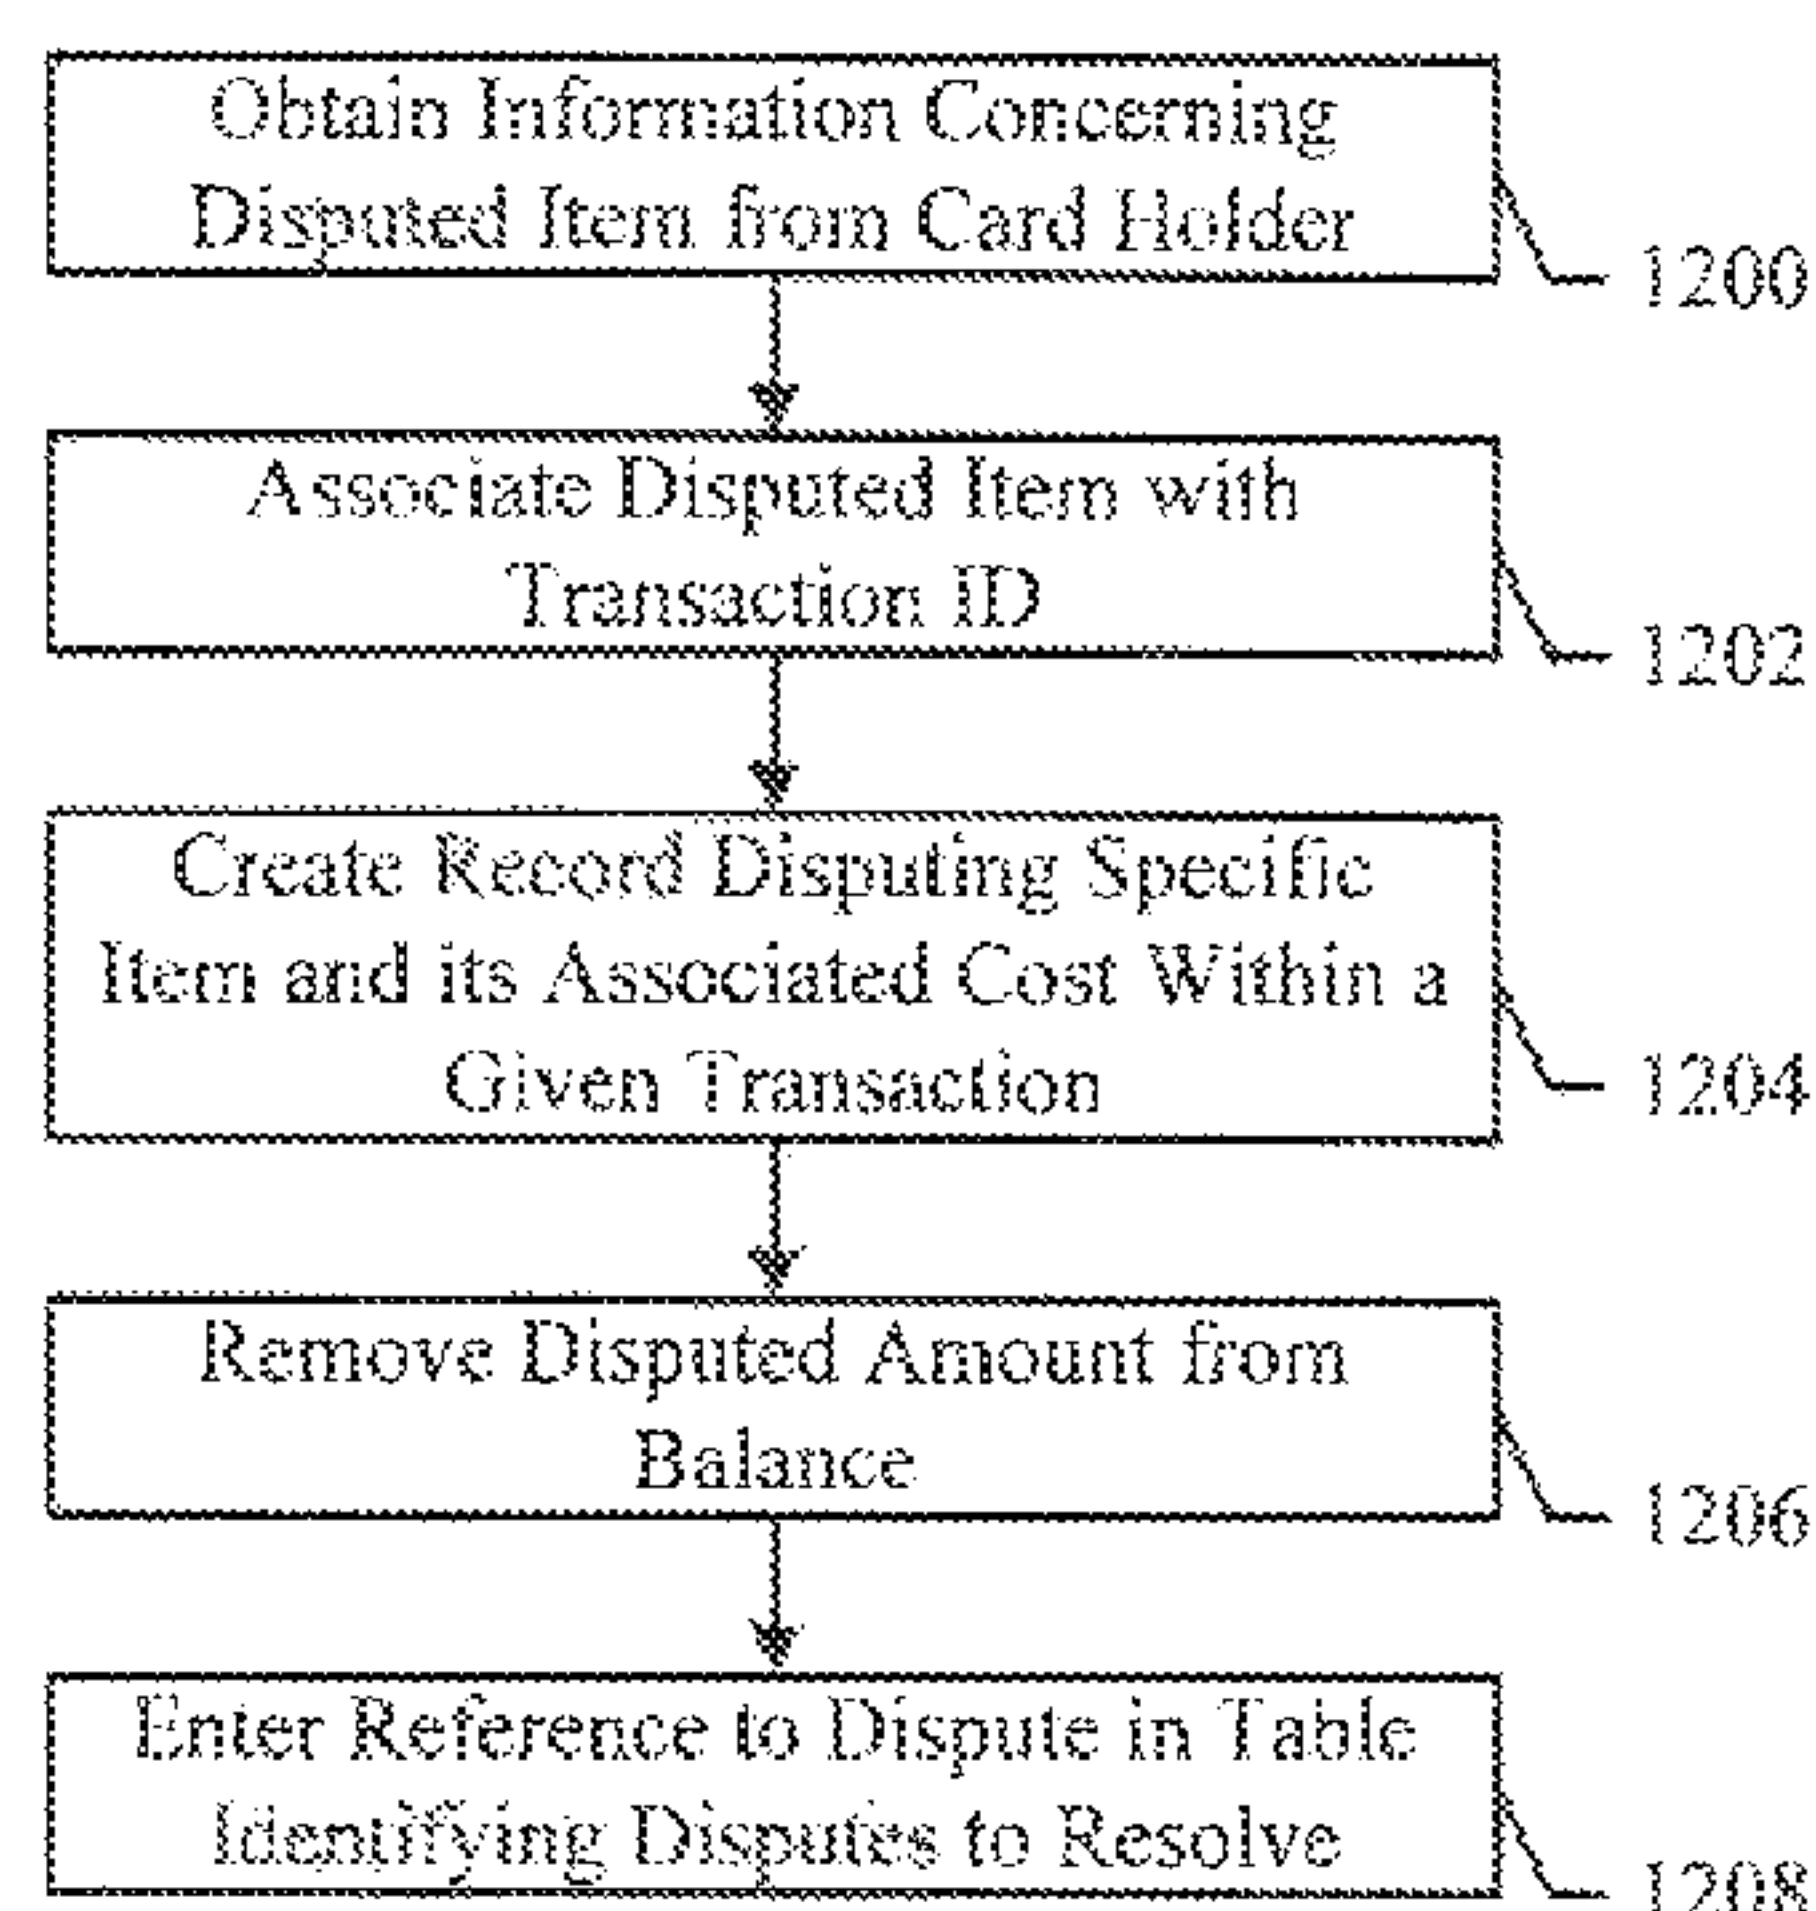 Obtain Information Concerning
Disputed Item from Card Holder
1200
Associate Disputed Item with
Transaction ID
1202
Create Record Disputing Specific
Item and its Associated Cost Within a
Given Transaction
1204
Remove Disputed Amount from
Balance
1206
Enter Reference to Dispute in Table
Identifying Disputes to Resolve
1208